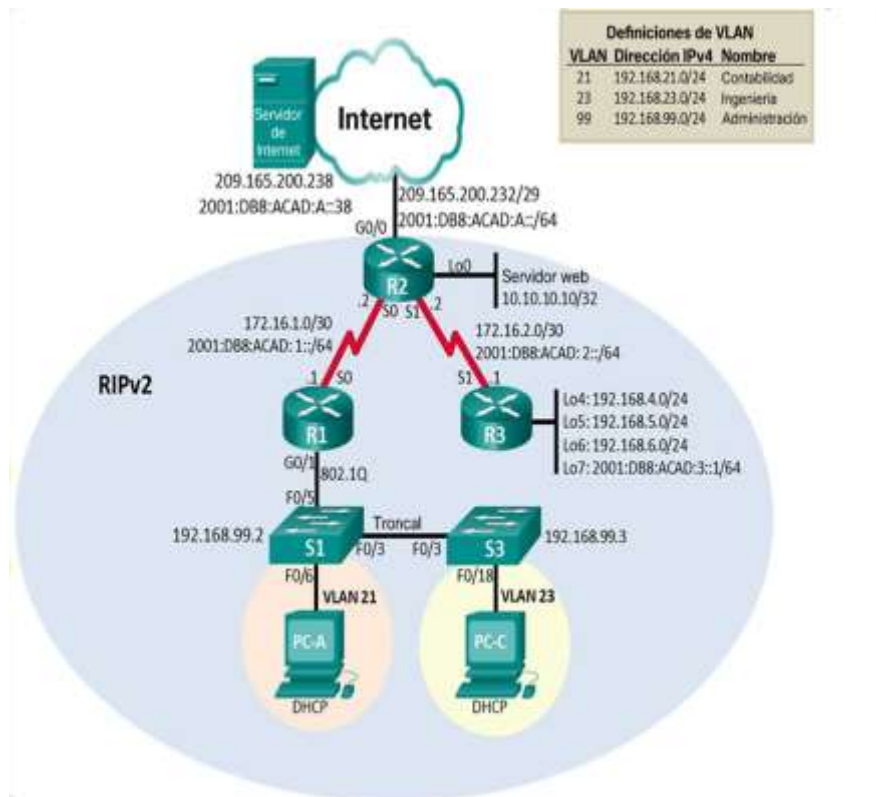 Definiciones de VLAN
VLAN Dirección IPv4 Nombre
21 192.168.21.0/24 Contabilidad
23 192.168.23.0/24 Ingeniería
99 192.168.99.0/24 Administración
Servidor
de
Internet
Internet
209.165.200.238
2001:DB8:ACAD:A::38
209.165.200.232/29
2001:DB8:ACAD:A::/64
G0/0
R2
Lo0
Servidor web
10.10.10.10/32
.2
S0
S1
.2
172.16.1.0/30
2001:DB8:ACAD: 1::/64
172.16.2.0/30
2001:DB8:ACAD: 2::/64
RIPv2
.1
S0
S1
.1
R1
R3
Lo4: 192.168.4.0/24
Lo5: 192.168.5.0/24
Lo6: 192.168.6.0/24
Lo7: 2001:DB8:ACAD:3::1/64
G0/1
802.1Q
F0/5
192.168.99.2
S1
Troncal
F0/3
F0/3
S3
192.168.99.3
F0/6
VLAN 21
F0/18
VLAN 23
PC-A
PC-C
DHCP
DHCP